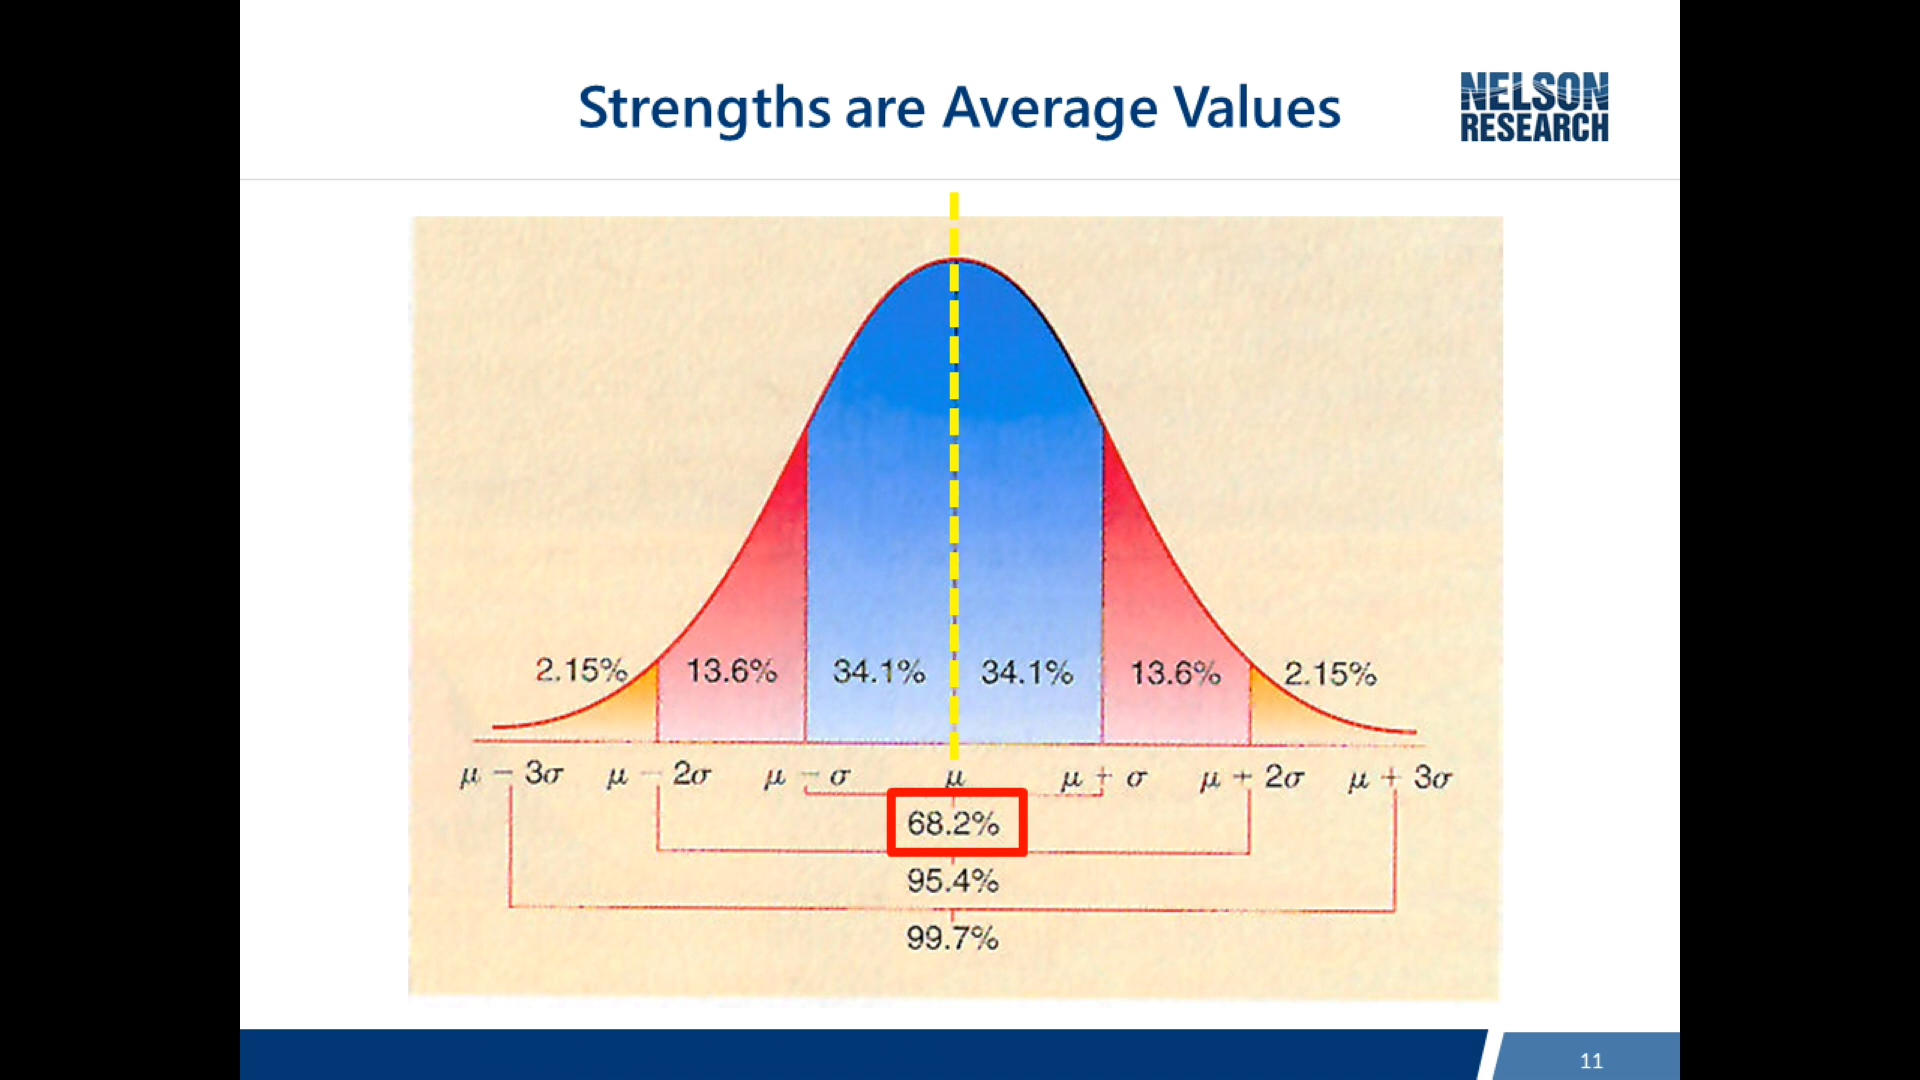 Strengths are Average Values
NELSON
RESEARCH
2.15% 13.6% 34.1% 34.1% 13.6% 2.15%
μ − 3σ μ − 2σ μ − σ μ μ + σ μ + 2σ μ + 3σ
68.2%
95.4%
99.7%
11